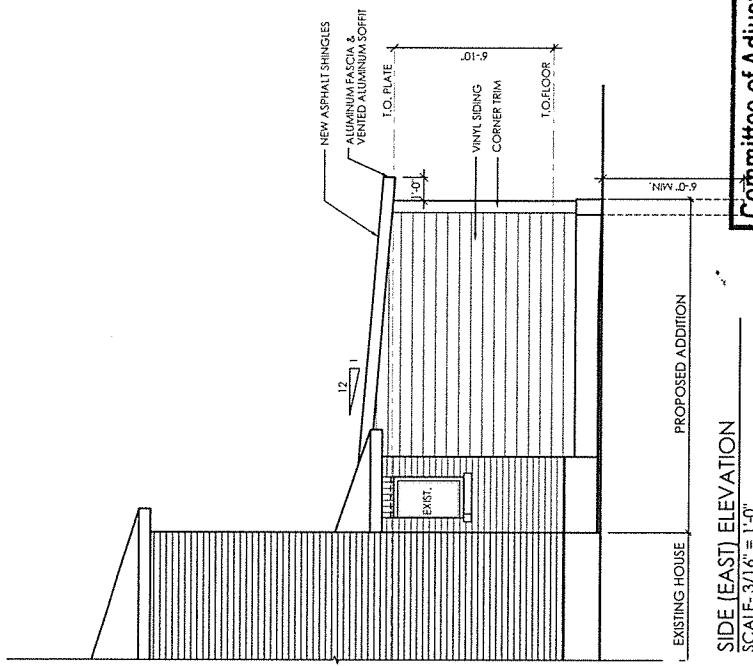 NEW ASPHALT SHINGLES
ALUMINUM FASCIA &
VENTED ALUMINUM SOFFIT
T.O. PLATE
6'-10"
12
1
1'-0"
VINYL SIDING
CORNER TRIM
EXIST.
T.O.FLOOR
6'-0" MIN.
EXISTING HOUSE
PROPOSED ADDITION
SIDE (EAST) ELEVATION
SCALE- 3/16" = 1'-0"
Committee of